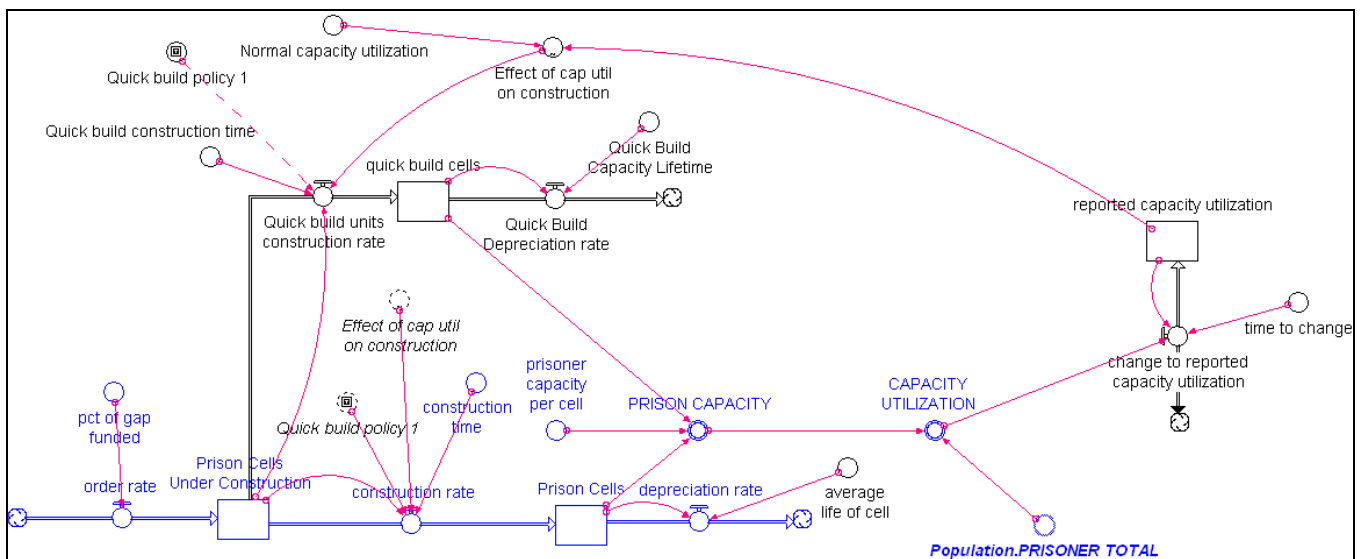 Normal capacity utilization
Quick build policy 1
Effect of cap util
on construction
Quick build construction time
quick build cells
Quick Build
Capacity Lifetime
reported capacity utilization
Quick build units
construction rate
Quick Build
Depreciation rate
Effect of cap util
on construction
time to change
change to reported
capacity utilization
prisoner
capacity
per cell
PRISON CAPACITY
CAPACITY
UTILIZATION
pct of gap
funded
Quick build policy 1
construction
time
Prison Cells
Under Construction
order rate
construction rate
Prison Cells
depreciation rate
average
life of cell
Population.PRISONER TOTAL